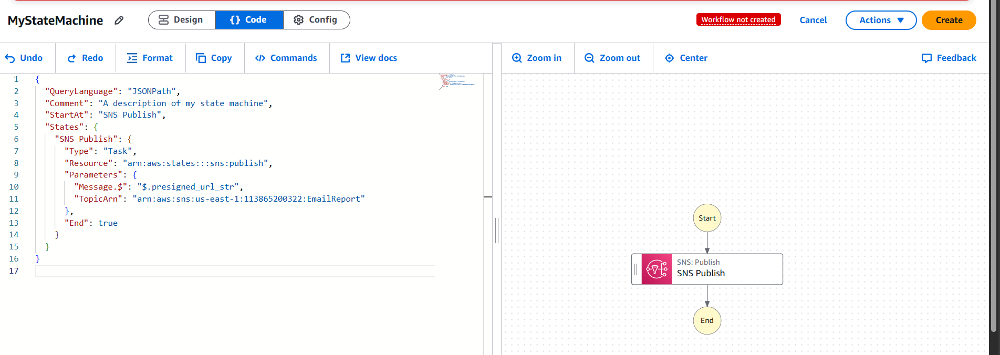 MyStateMachine
Design
{} Code
Config
Workflow not created
Cancel
Actions
Create
Undo
Redo
Format
Copy
Commands
View docs
Zoom in
Zoom out
Center
Feedback
1 {
2 "QueryLanguage": "JSONPath",
3 "Comment": "A description of my state machine",
4 "StartAt": "SNS Publish",
5 "States": {
6 "SNS Publish": {
7 "Type": "Task",
8 "Resource": "arn:aws:states:::sns:publish",
9 "Parameters": {
10 "Message.$": "$.presigned_url_str",
11 "TopicArn": "arn:aws:sns:us-east-1:113865200322:EmailReport"
12 },
13 "End": true
14 }
15 }
16 }
17
Start
SNS: Publish
SNS Publish
End